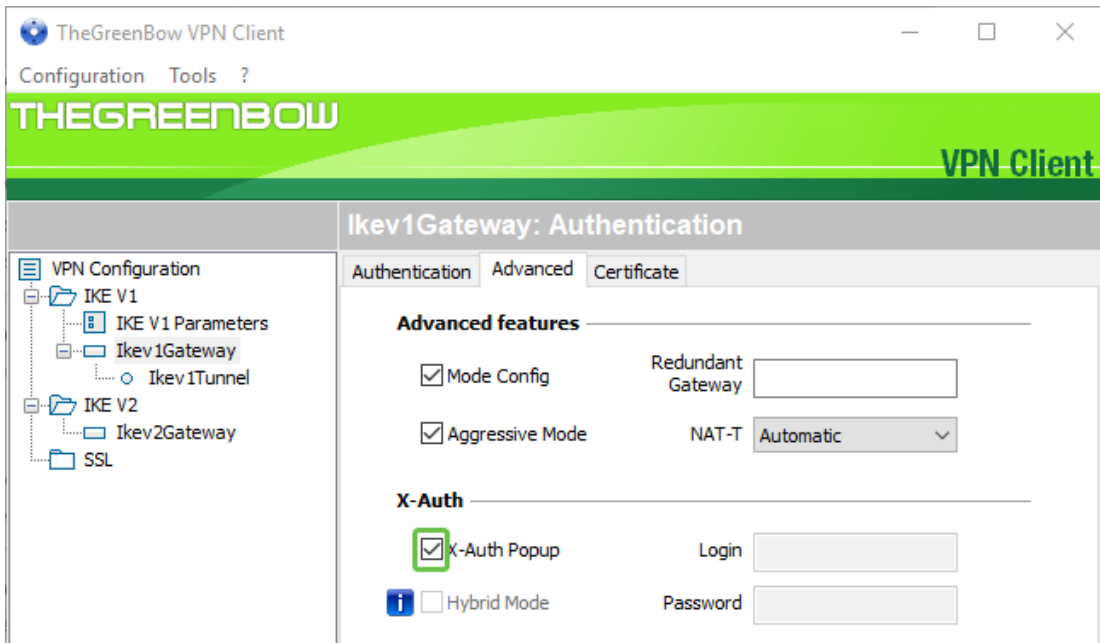 TheGreenBow VPN Client
Configuration Tools ?
THEGREENBOW
VPN Client
Ikev1Gateway: Authentication
VPN Configuration
IKE V1
IKE V1 Parameters
Ikev1Gateway
Ikev1Tunnel
IKE V2
Ikev2Gateway
SSL
Authentication Advanced Certificate
Advanced features
Mode Config
Redundant
Gateway
Aggressive Mode
NAT-T Automatic
X-Auth
X-Auth Popup
Login
Hybrid Mode
Password